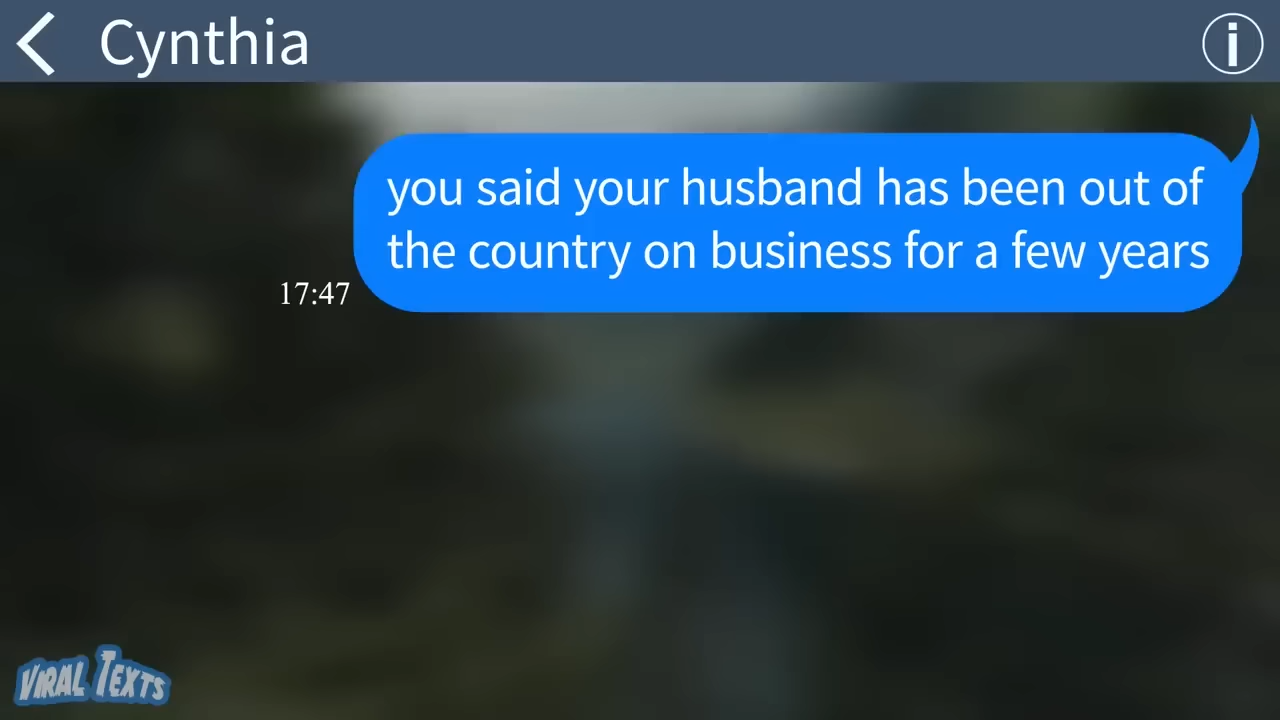 Cynthia
you said your husband has been out of
the country on business for a few years
17:47
VIRAL TEXTS